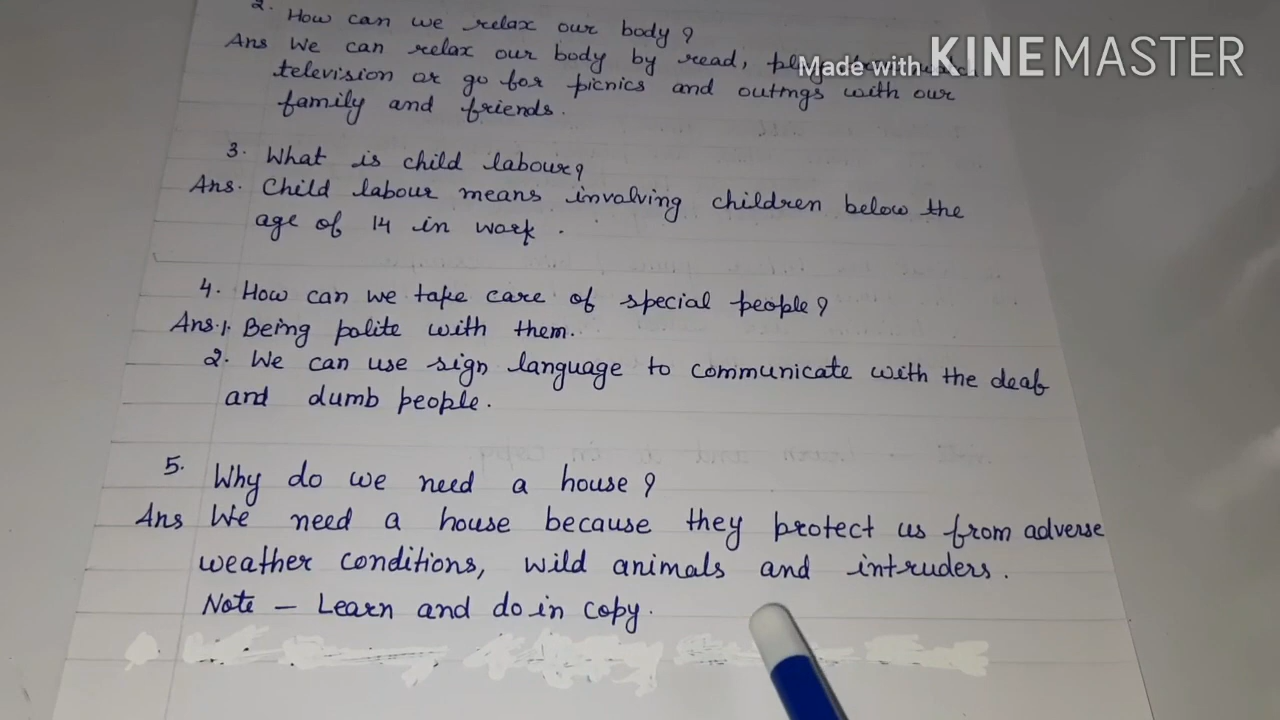 2. How can we relax our body?
Ans We can relax our body by read, play
Made with KINEMASTER
television or go for picnics and outings with our
family and friends.
3. What is child labour?
Ans. Child labour means involving children below the
age of 14 in work.
4. How can we take care of special people?
Ans.1. Being polite with them.
2. We can use sign language to communicate with the deaf
and dumb people.
5. Why do we need a house?
Ans We need a house because they protect us from adverse
weather conditions, wild animals and intruders.
Note - Learn and do in copy.